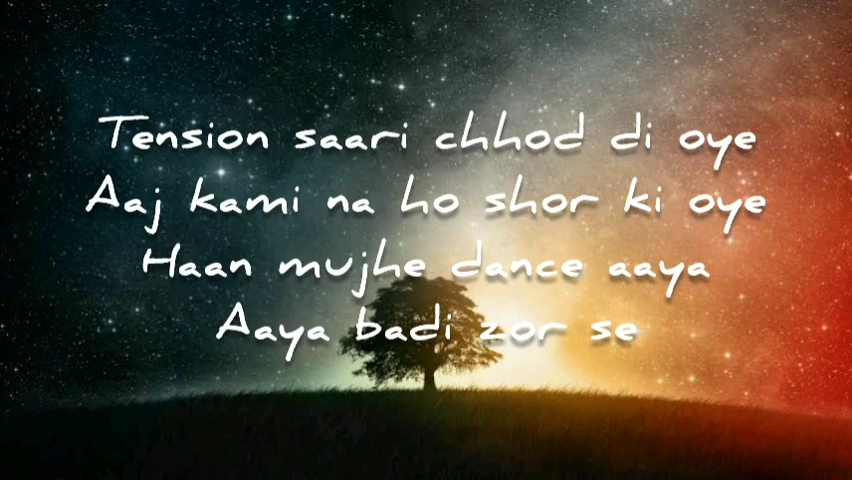 Tension saari chhod di oye
Aaj kami na ho shor ki oye
Haan mujhe dance aaya
Aaya badi zor se